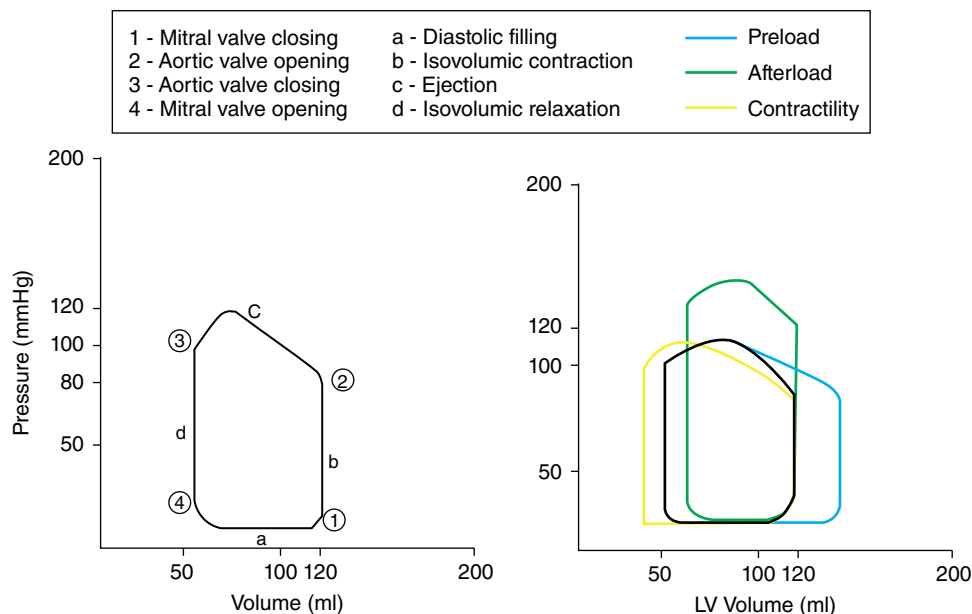 1 - Mitral valve closing
2 - Aortic valve opening
3 - Aortic valve closing
4 - Mitral valve opening
a - Diastolic filling
b - Isovolumic contraction
c - Ejection
d - Isovolumic relaxation
Preload
Afterload
Contractility
200
120
100
80
50
Pressure (mmHg)
C
3
2
d
b
4
1
a
50
100
120
200
Volume (ml)
200
120
100
50
50
100
120
200
LV Volume (ml)